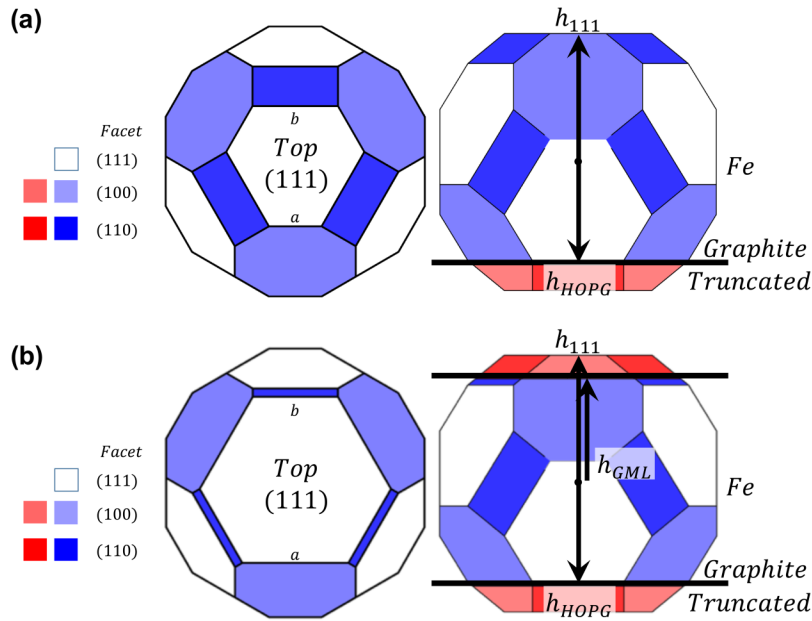 (a)
h111
b
Facet
Top
(111)
(111)
(100)
Fe
(110)
a
Graphite
hHOPG
Truncated
(b)
h111
b
Facet
Top
(111)
hGML
(111)
(100)
Fe
(110)
a
Graphite
hHOPG
Truncated